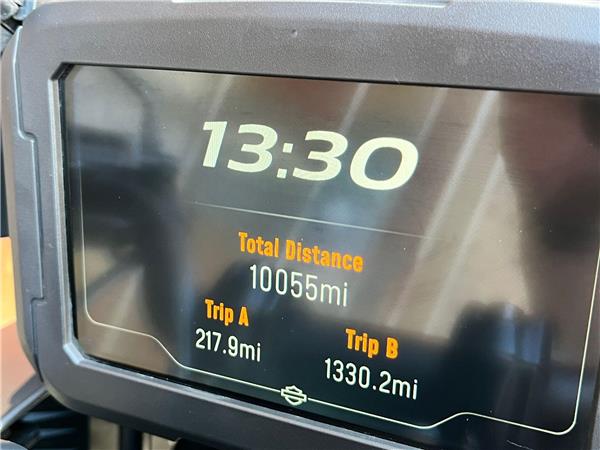 13:30
Total Distance
10055mi
Trip A
217.9mi
Trip B
1330.2mi